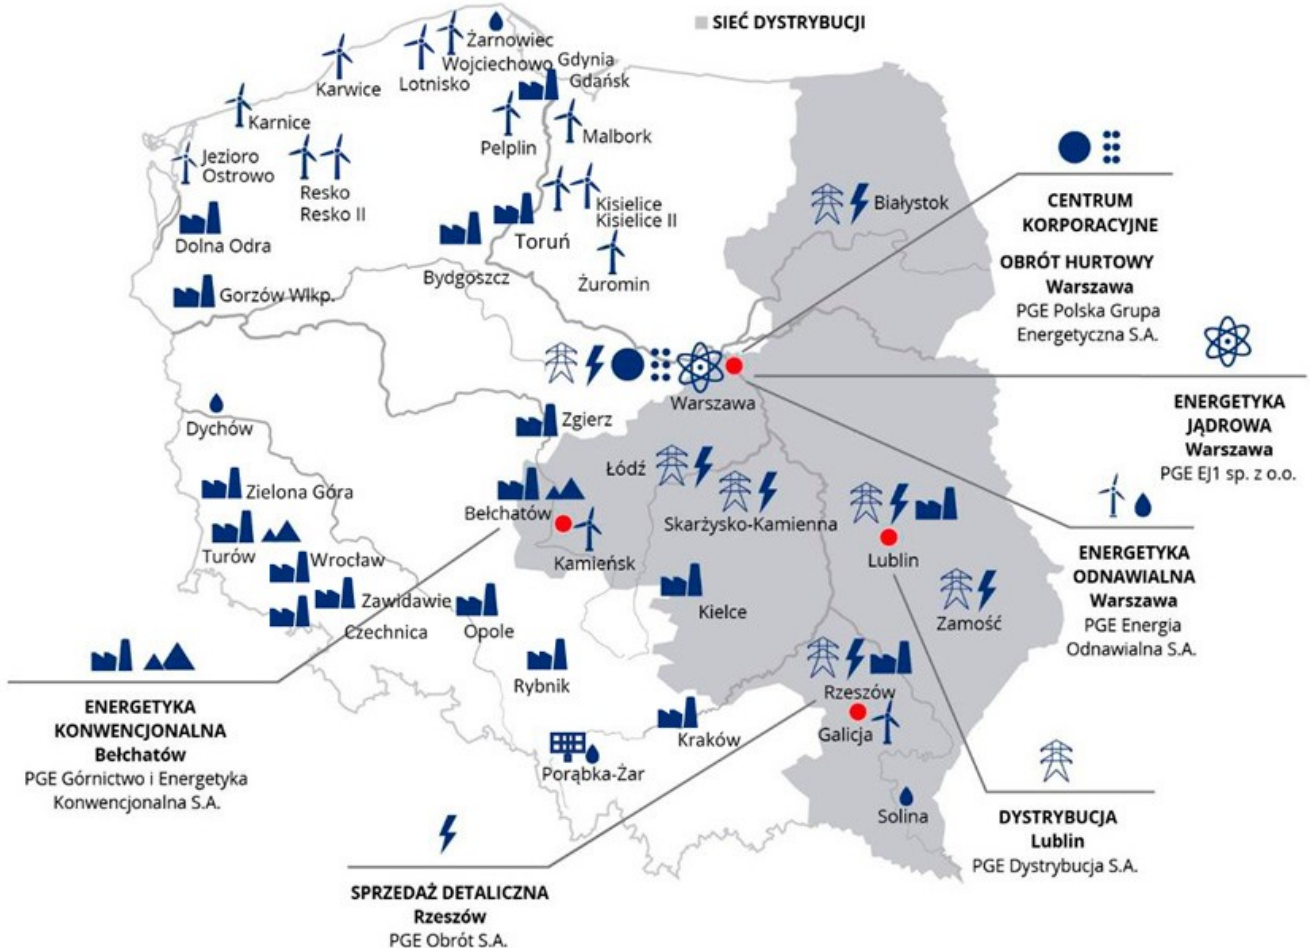 SIEĆ DYSTRYBUCJI
Żarnowiec
Wojciechowo
Gdynia
Gdańsk
Karwice
Lotnisko
Karnice
Pelplin
Malbork
Jezioro
Ostrowo
Resko
Resko II
Kisielice
Kisielice II
Dolna Odra
Toruń
Bydgoszcz
Żuromin
Gorzów Wlkp.
Białystok
CENTRUM
KORPORACYJNE
OBRÓT HURTOWY
Warszawa
PGE Polska Grupa
Energetyczna S.A.
Warszawa
ENERGETYKA
JĄDROWA
Warszawa
PGE EJ1 sp. z o.o.
Dychów
Zgierz
Łódź
Zielona Góra
Bełchatów
Skarżysko-Kamienna
Turów
Wrocław
Kamieńsk
Lublin
ENERGETYKA
ODNAWIALNA
Warszawa
PGE Energia
Odnawialna S.A.
Zawidawie
Czechnica
Opole
Kielce
Zamość
Rybnik
Rzeszów
Galicja
Kraków
Porąbka-Żar
Solina
ENERGETYKA
KONWENCJONALNA
Bełchatów
PGE Górnictwo i Energetyka
Konwencjonalna S.A.
DYSTRYBUCJA
Lublin
PGE Dystrybucja S.A.
SPRZEDAŻ DETALICZNA
Rzeszów
PGE Obrót S.A.